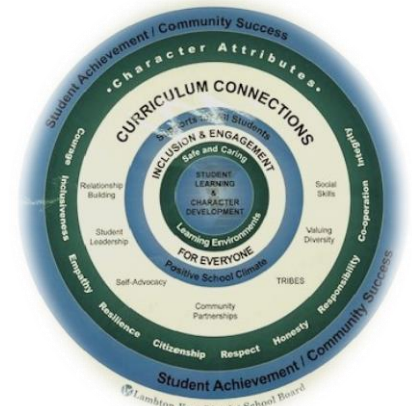 Student Achievement / Community Success
• Character Attributes •
CURRICULUM CONNECTIONS
Supports Students
INCLUSION & ENGAGEMENT
Safe and Caring
STUDENT
LEARNING
&
CHARACTER
DEVELOPMENT
Learning Environments
FOR EVERYONE
Positive School Climate
Relationship
Building
Student
Leadership
Self-Advocacy
Community
Partnerships
TRIBES
Valuing
Diversity
Social
Skills
Courage
Inclusiveness
Empathy
Resilience
Citizenship
Respect
Honesty
Responsibility
Co-operation
Integrity
Student Achievement / Community Success
Lambton School Board